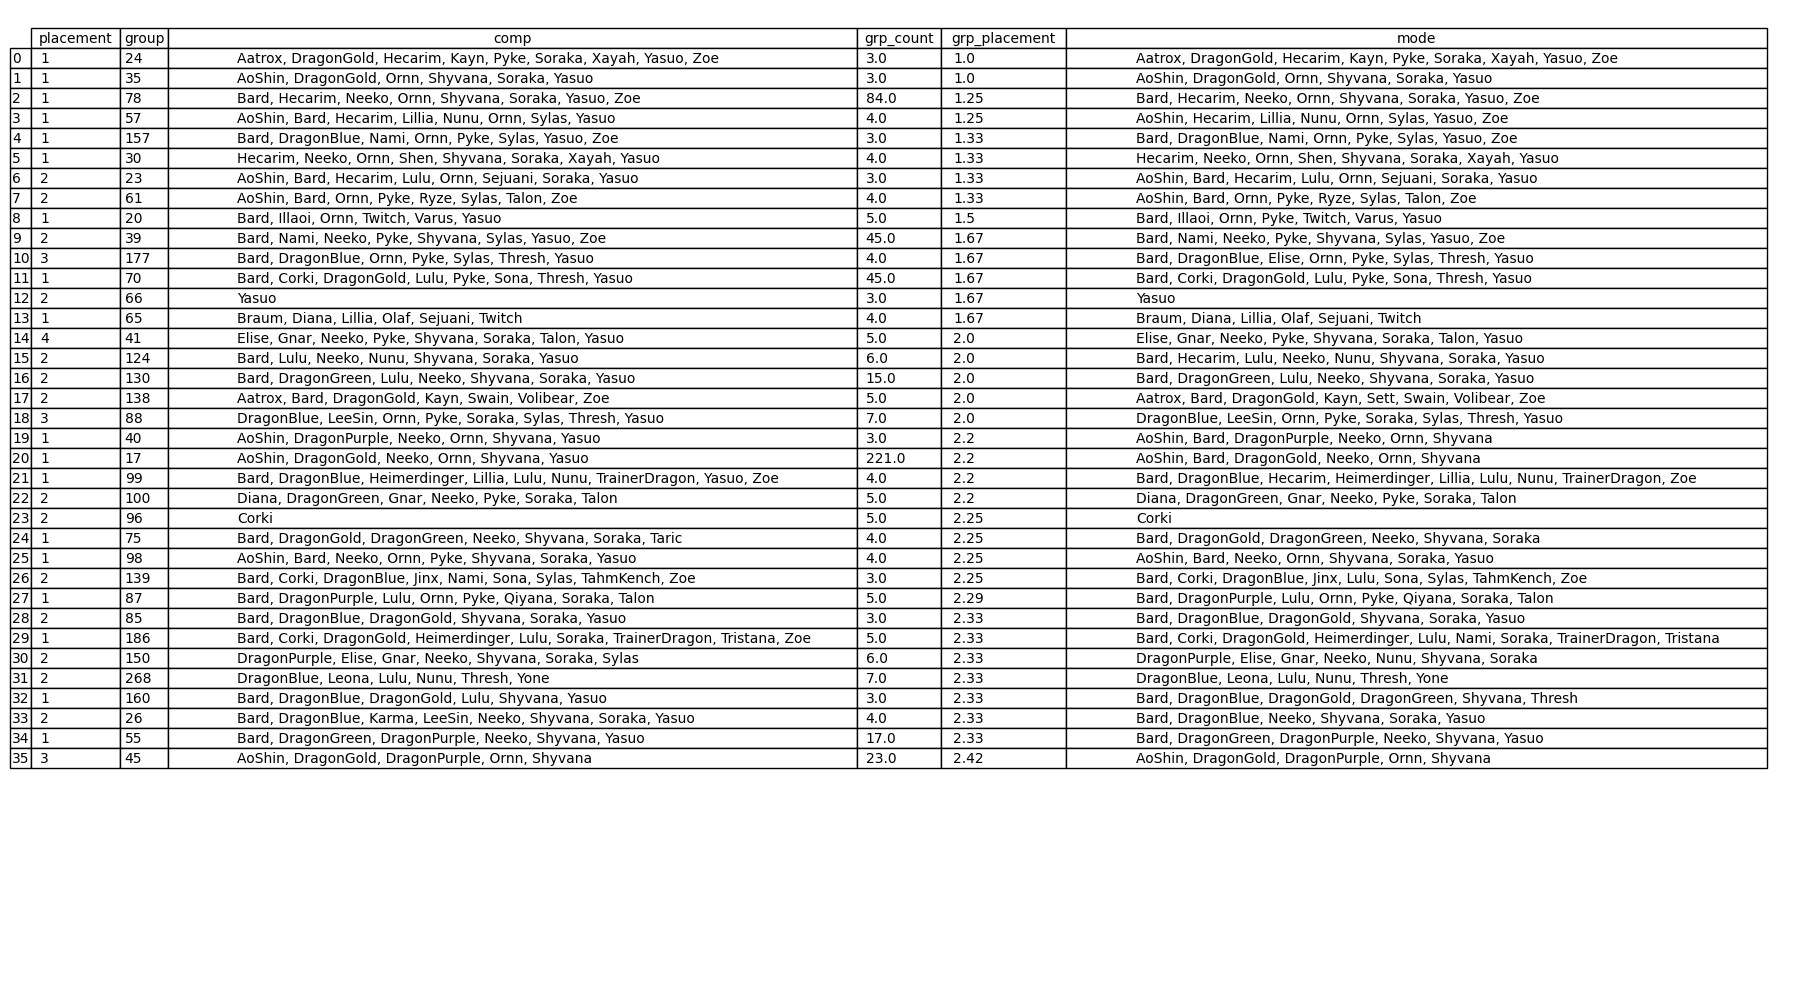 placement group comp grp_count grp_placement mode
0 1 24 Aatrox, DragonGold, Hecarim, Kayn, Pyke, Soraka, Xayah, Yasuo, Zoe 3.0 1.0 Aatrox, DragonGold, Hecarim, Kayn, Pyke, Soraka, Xayah, Yasuo, Zoe
1 1 35 AoShin, DragonGold, Ornn, Shyvana, Soraka, Yasuo 3.0 1.0 AoShin, DragonGold, Ornn, Shyvana, Soraka, Yasuo
2 1 78 Bard, Hecarim, Neeko, Ornn, Shyvana, Soraka, Yasuo, Zoe 84.0 1.25 Bard, Hecarim, Neeko, Ornn, Shyvana, Soraka, Yasuo, Zoe
3 1 57 AoShin, Bard, Hecarim, Lillia, Nunu, Ornn, Sylas, Yasuo 4.0 1.25 AoShin, Hecarim, Lillia, Nunu, Ornn, Sylas, Yasuo, Zoe
4 1 157 Bard, DragonBlue, Nami, Ornn, Pyke, Sylas, Yasuo, Zoe 3.0 1.33 Bard, DragonBlue, Nami, Ornn, Pyke, Sylas, Yasuo, Zoe
5 1 30 Hecarim, Neeko, Ornn, Shen, Shyvana, Soraka, Xayah, Yasuo 4.0 1.33 Hecarim, Neeko, Ornn, Shen, Shyvana, Soraka, Xayah, Yasuo
6 2 23 AoShin, Bard, Hecarim, Lulu, Ornn, Sejuani, Soraka, Yasuo 3.0 1.33 AoShin, Bard, Hecarim, Lulu, Ornn, Sejuani, Soraka, Yasuo
7 2 61 AoShin, Bard, Ornn, Pyke, Ryze, Sylas, Talon, Zoe 4.0 1.33 AoShin, Bard, Ornn, Pyke, Ryze, Sylas, Talon, Zoe
8 1 20 Bard, Illaoi, Ornn, Twitch, Varus, Yasuo 5.0 1.5 Bard, Illaoi, Ornn, Pyke, Twitch, Varus, Yasuo
9 2 39 Bard, Nami, Neeko, Pyke, Shyvana, Sylas, Yasuo, Zoe 45.0 1.67 Bard, Nami, Neeko, Pyke, Shyvana, Sylas, Yasuo, Zoe
10 3 177 Bard, DragonBlue, Ornn, Pyke, Sylas, Thresh, Yasuo 4.0 1.67 Bard, DragonBlue, Elise, Ornn, Pyke, Sylas, Thresh, Yasuo
11 1 70 Bard, Corki, DragonGold, Lulu, Pyke, Sona, Thresh, Yasuo 45.0 1.67 Bard, Corki, DragonGold, Lulu, Pyke, Sona, Thresh, Yasuo
12 2 66 Yasuo 3.0 1.67 Yasuo
13 1 65 Braum, Diana, Lillia, Olaf, Sejuani, Twitch 4.0 1.67 Braum, Diana, Lillia, Olaf, Sejuani, Twitch
14 4 41 Elise, Gnar, Neeko, Pyke, Shyvana, Soraka, Talon, Yasuo 5.0 2.0 Elise, Gnar, Neeko, Pyke, Shyvana, Soraka, Talon, Yasuo
15 2 124 Bard, Lulu, Neeko, Nunu, Shyvana, Soraka, Yasuo 6.0 2.0 Bard, Hecarim, Lulu, Neeko, Nunu, Shyvana, Soraka, Yasuo
16 2 130 Bard, DragonGreen, Lulu, Neeko, Shyvana, Soraka, Yasuo 15.0 2.0 Bard, DragonGreen, Lulu, Neeko, Shyvana, Soraka, Yasuo
17 2 138 Aatrox, Bard, DragonGold, Kayn, Swain, Volibear, Zoe 5.0 2.0 Aatrox, Bard, DragonGold, Kayn, Sett, Swain, Volibear, Zoe
18 3 88 DragonBlue, LeeSin, Ornn, Pyke, Soraka, Sylas, Thresh, Yasuo 7.0 2.0 DragonBlue, LeeSin, Ornn, Pyke, Soraka, Sylas, Thresh, Yasuo
19 1 40 AoShin, DragonPurple, Neeko, Ornn, Shyvana, Yasuo 3.0 2.2 AoShin, Bard, DragonPurple, Neeko, Ornn, Shyvana
20 1 17 AoShin, DragonGold, Neeko, Ornn, Shyvana, Yasuo 221.0 2.2 AoShin, Bard, DragonGold, Neeko, Ornn, Shyvana
21 1 99 Bard, DragonBlue, Heimerdinger, Lillia, Lulu, Nunu, TrainerDragon, Yasuo, Zoe 4.0 2.2 Bard, DragonBlue, Hecarim, Heimerdinger, Lillia, Lulu, Nunu, TrainerDragon, Zoe
22 2 100 Diana, DragonGreen, Gnar, Neeko, Pyke, Soraka, Talon 5.0 2.2 Diana, DragonGreen, Gnar, Neeko, Pyke, Soraka, Talon
23 2 96 Corki 5.0 2.25 Corki
24 1 75 Bard, DragonGold, DragonGreen, Neeko, Shyvana, Soraka, Taric 4.0 2.25 Bard, DragonGold, DragonGreen, Neeko, Shyvana, Soraka
25 1 98 AoShin, Bard, Neeko, Ornn, Pyke, Shyvana, Soraka, Yasuo 4.0 2.25 AoShin, Bard, Neeko, Ornn, Shyvana, Soraka, Yasuo
26 2 139 Bard, Corki, DragonBlue, Jinx, Nami, Sona, Sylas, TahmKench, Zoe 3.0 2.25 Bard, Corki, DragonBlue, Jinx, Lulu, Sona, Sylas, TahmKench, Zoe
27 1 87 Bard, DragonPurple, Lulu, Ornn, Pyke, Qiyana, Soraka, Talon 5.0 2.29 Bard, DragonPurple, Lulu, Ornn, Pyke, Qiyana, Soraka, Talon
28 2 85 Bard, DragonBlue, DragonGold, Shyvana, Soraka, Yasuo 3.0 2.33 Bard, DragonBlue, DragonGold, Shyvana, Soraka, Yasuo
29 1 186 Bard, Corki, DragonGold, Heimerdinger, Lulu, Soraka, TrainerDragon, Tristana, Zoe 5.0 2.33 Bard, Corki, DragonGold, Heimerdinger, Lulu, Nami, Soraka, TrainerDragon, Tristana
30 2 150 DragonPurple, Elise, Gnar, Neeko, Shyvana, Soraka, Sylas 6.0 2.33 DragonPurple, Elise, Gnar, Neeko, Nunu, Shyvana, Soraka
31 2 268 DragonBlue, Leona, Lulu, Nunu, Thresh, Yone 7.0 2.33 DragonBlue, Leona, Lulu, Nunu, Thresh, Yone
32 1 160 Bard, DragonBlue, DragonGold, Lulu, Shyvana, Yasuo 3.0 2.33 Bard, DragonBlue, DragonGold, DragonGreen, Shyvana, Thresh
33 2 26 Bard, DragonBlue, Karma, LeeSin, Neeko, Shyvana, Soraka, Yasuo 4.0 2.33 Bard, DragonBlue, Neeko, Shyvana, Soraka, Yasuo
34 1 55 Bard, DragonGreen, DragonPurple, Neeko, Shyvana, Yasuo 17.0 2.33 Bard, DragonGreen, DragonPurple, Neeko, Shyvana, Yasuo
35 3 45 AoShin, DragonGold, DragonPurple, Ornn, Shyvana 23.0 2.42 AoShin, DragonGold, DragonPurple, Ornn, Shyvana